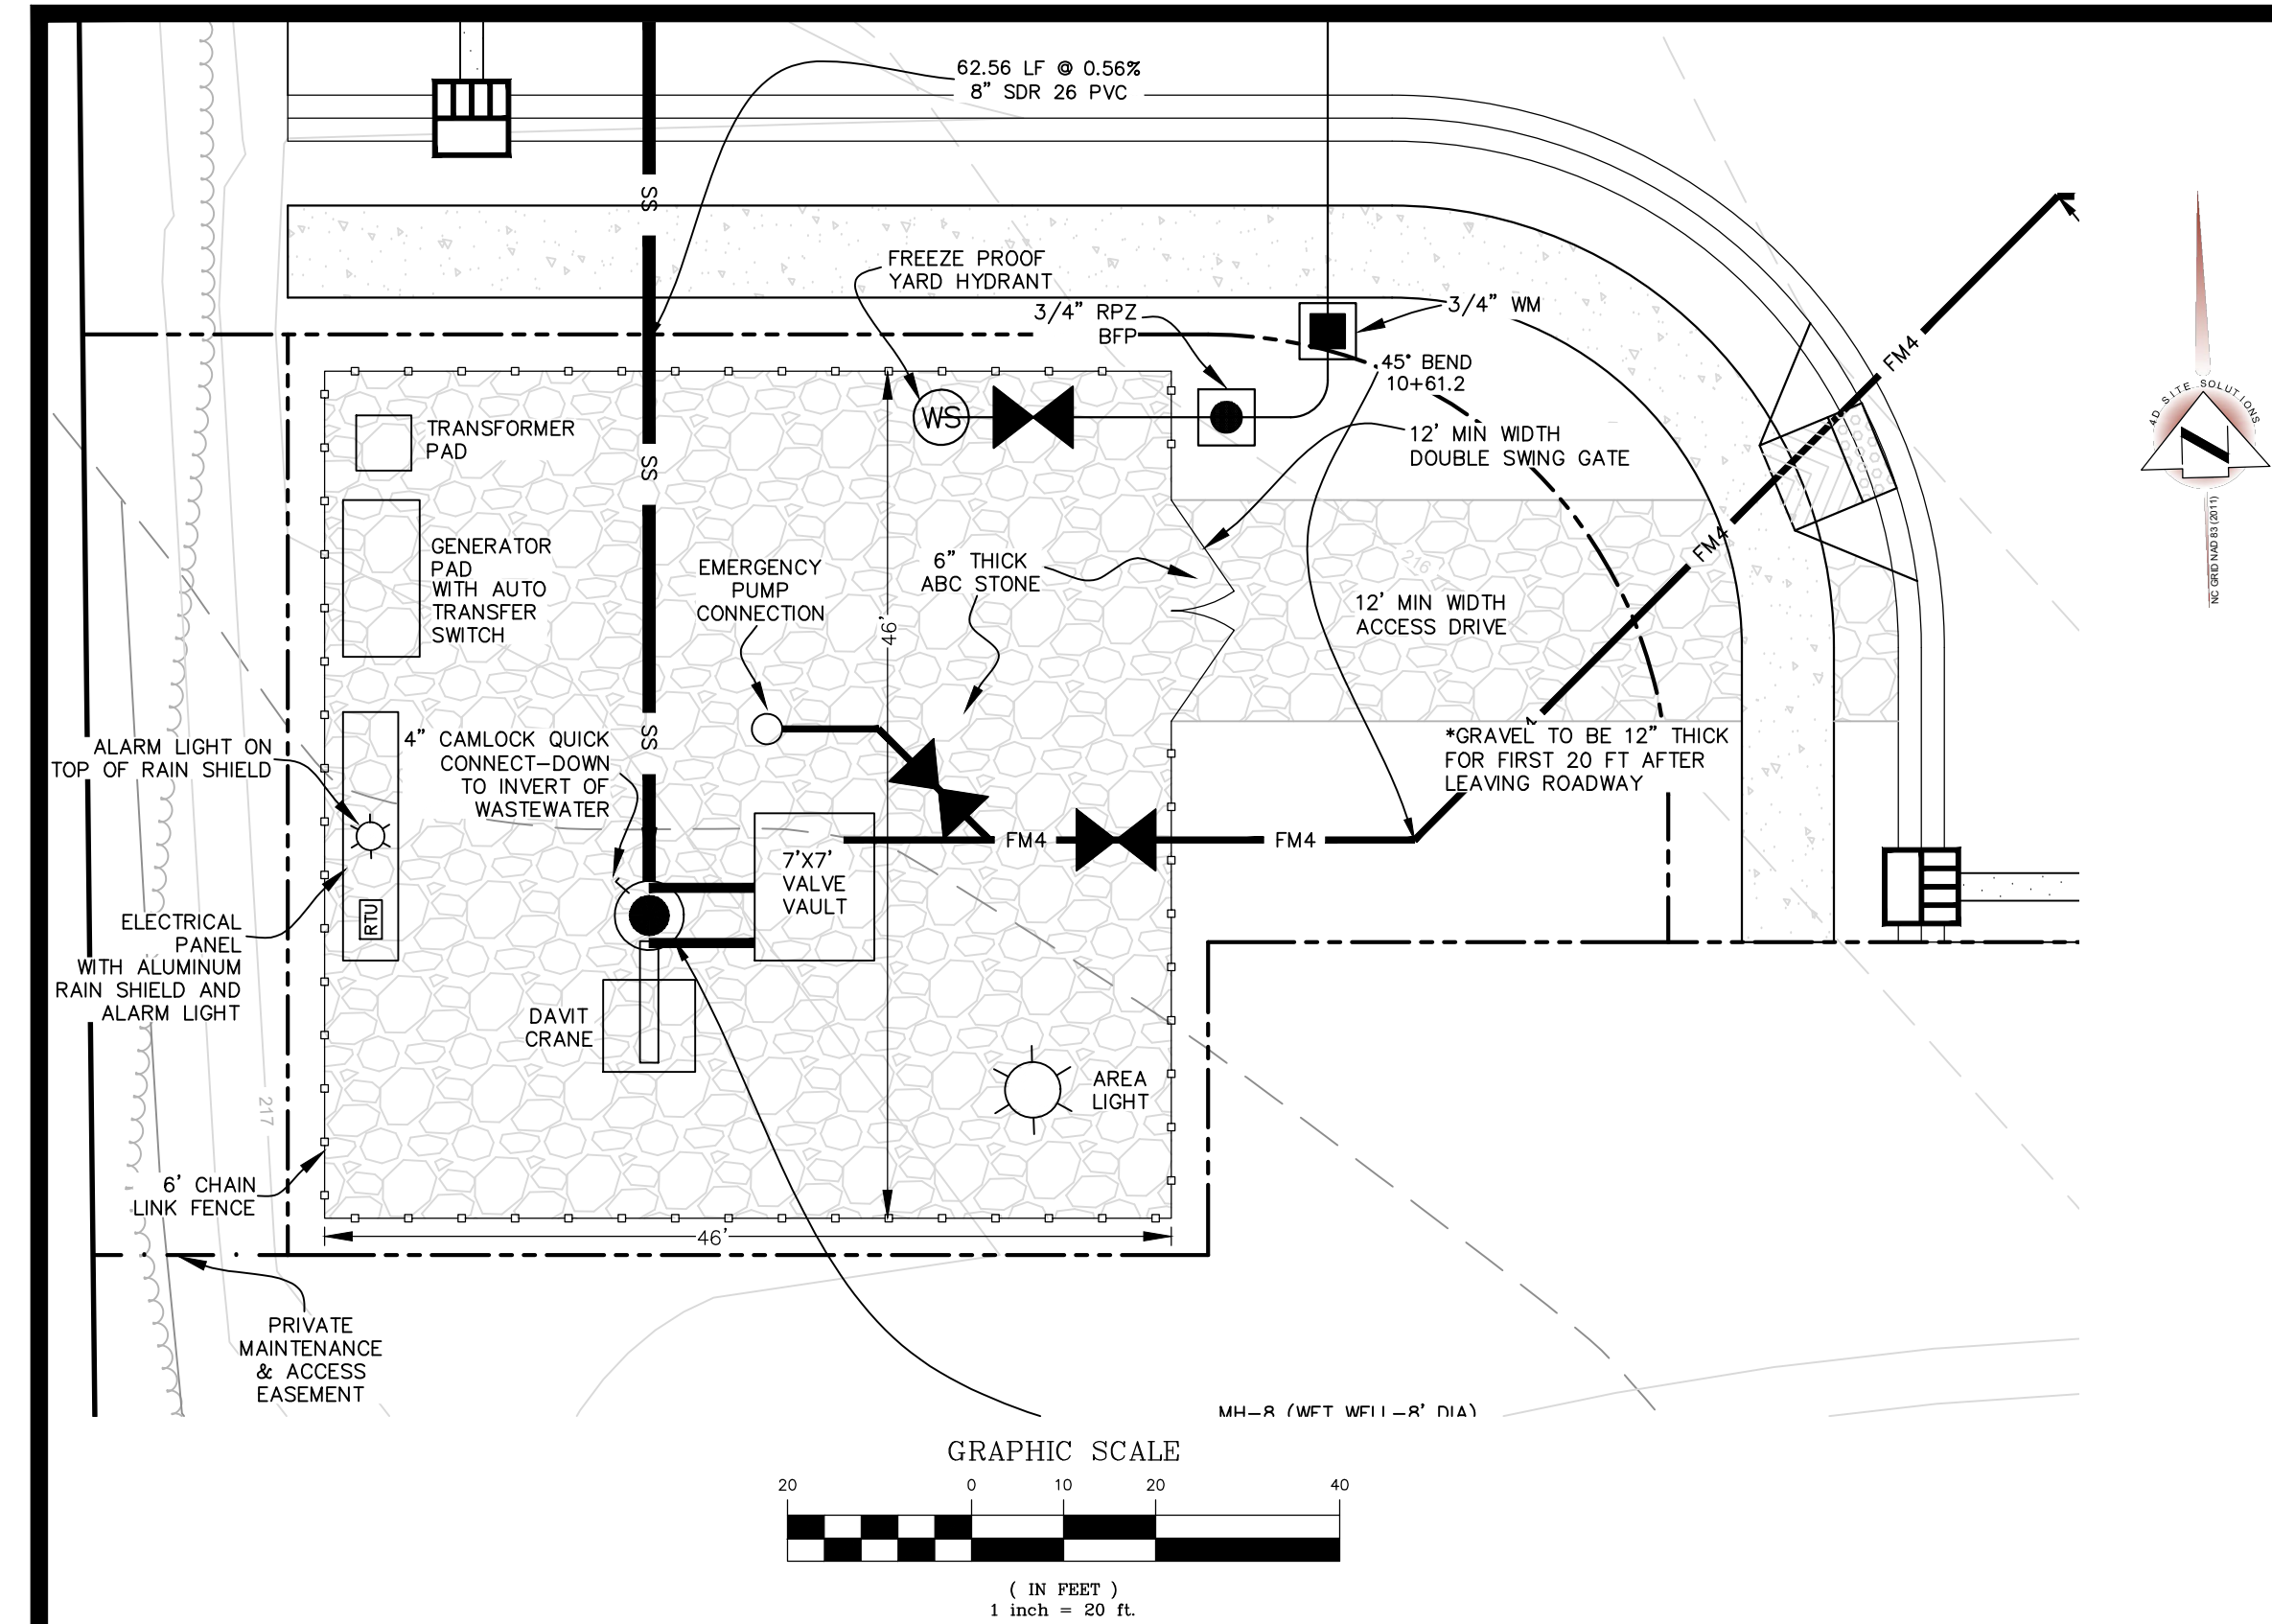 62.56 LF @ 0.56%
8" SDR 26 PVC
SS
FREEZE PROOF
YARD HYDRANT
3/4" RPZ
BFP
3/4" WM
45° BEND
10+61.2
FM4
4D SITE SOLUTIONS
N
NC GRID NAD 83 (2011)
WS
12' MIN WIDTH
DOUBLE SWING GATE
TRANSFORMER
PAD
SS
GENERATOR
PAD
WITH AUTO
TRANSFER
SWITCH
EMERGENCY
PUMP
CONNECTION
6" THICK
ABC STONE
46'
FM4
226
12' MIN WIDTH
ACCESS DRIVE
*GRAVEL TO BE 12" THICK
FOR FIRST 20 FT AFTER
LEAVING ROADWAY
SS
ALARM LIGHT ON
TOP OF RAIN SHIELD
4" CAMLOCK QUICK
CONNECT-DOWN
TO INVERT OF
WASTEWATER
7'X7'
VALVE
VAULT
FM4
FM4
RTU
ELECTRICAL
PANEL
WITH ALUMINUM
RAIN SHIELD AND
ALARM LIGHT
DAVIT
CRANE
AREA
LIGHT
217
6' CHAIN
LINK FENCE
46'
PRIVATE
MAINTENANCE
& ACCESS
EASEMENT
MH-8 (WET WELL-8' DIA)
GRAPHIC SCALE
20 0 10 20 40
( IN FEET )
1 inch = 20 ft.